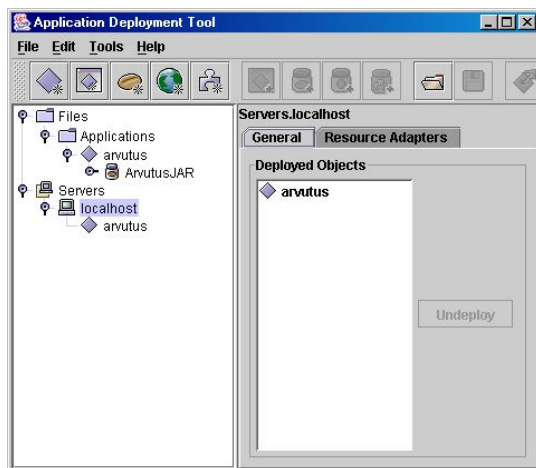 Application Deployment Tool
File Edit Tools Help
Files
Applications
arvutus
ArvutusJAR
Servers
localhost
arvutus
Servers.localhost
General Resource Adapters
Deployed Objects
arvutus
Undeploy